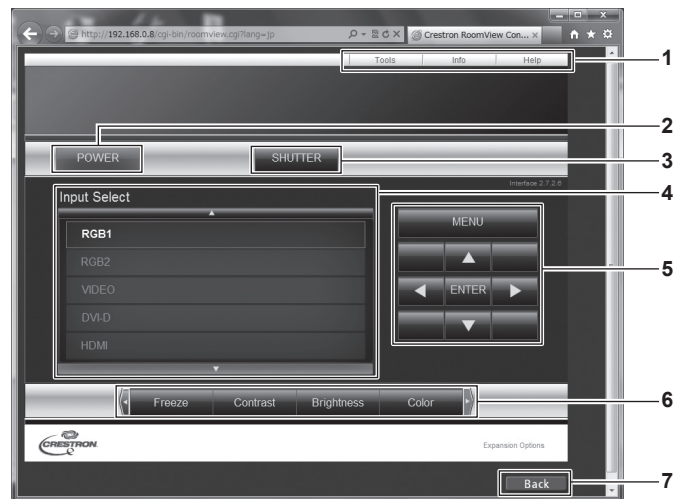 http://192.168.0.8/cgi-bin/roomview.cgi?lang=jp
Crestron RoomView Con...
Tools Info Help
1
2
POWER
SHUTTER
3
Interface 2.7.2.6
4
Input Select
RGB1
RGB2
VIDEO
DVI-D
HDMI
MENU
ENTER
5
Freeze Contrast Brightness Color
6
CRESTRON
Expansion Options
Back
7